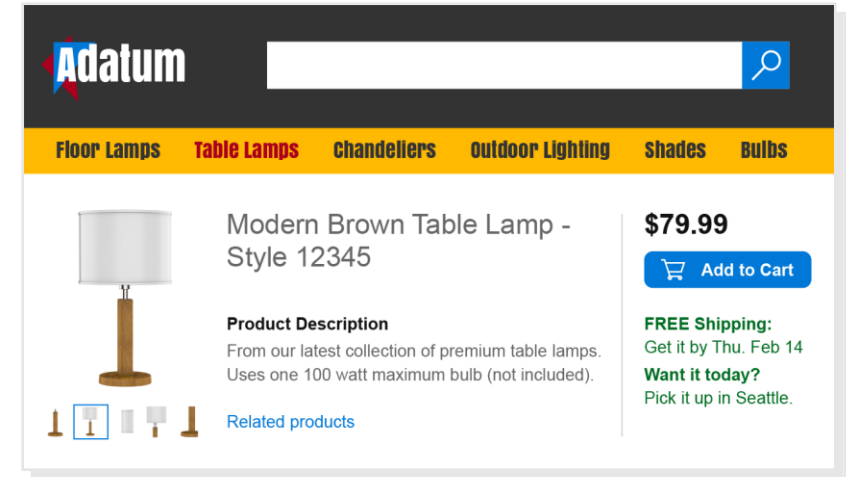 Adatum
Floor Lamps Table Lamps Chandeliers Outdoor Lighting Shades Bulbs
Modern Brown Table Lamp -
Style 12345
Product Description
From our latest collection of premium table lamps.
Uses one 100 watt maximum bulb (not included).
Related products
$79.99
Add to Cart
FREE Shipping:
Get it by Thu. Feb 14
Want it today?
Pick it up in Seattle.